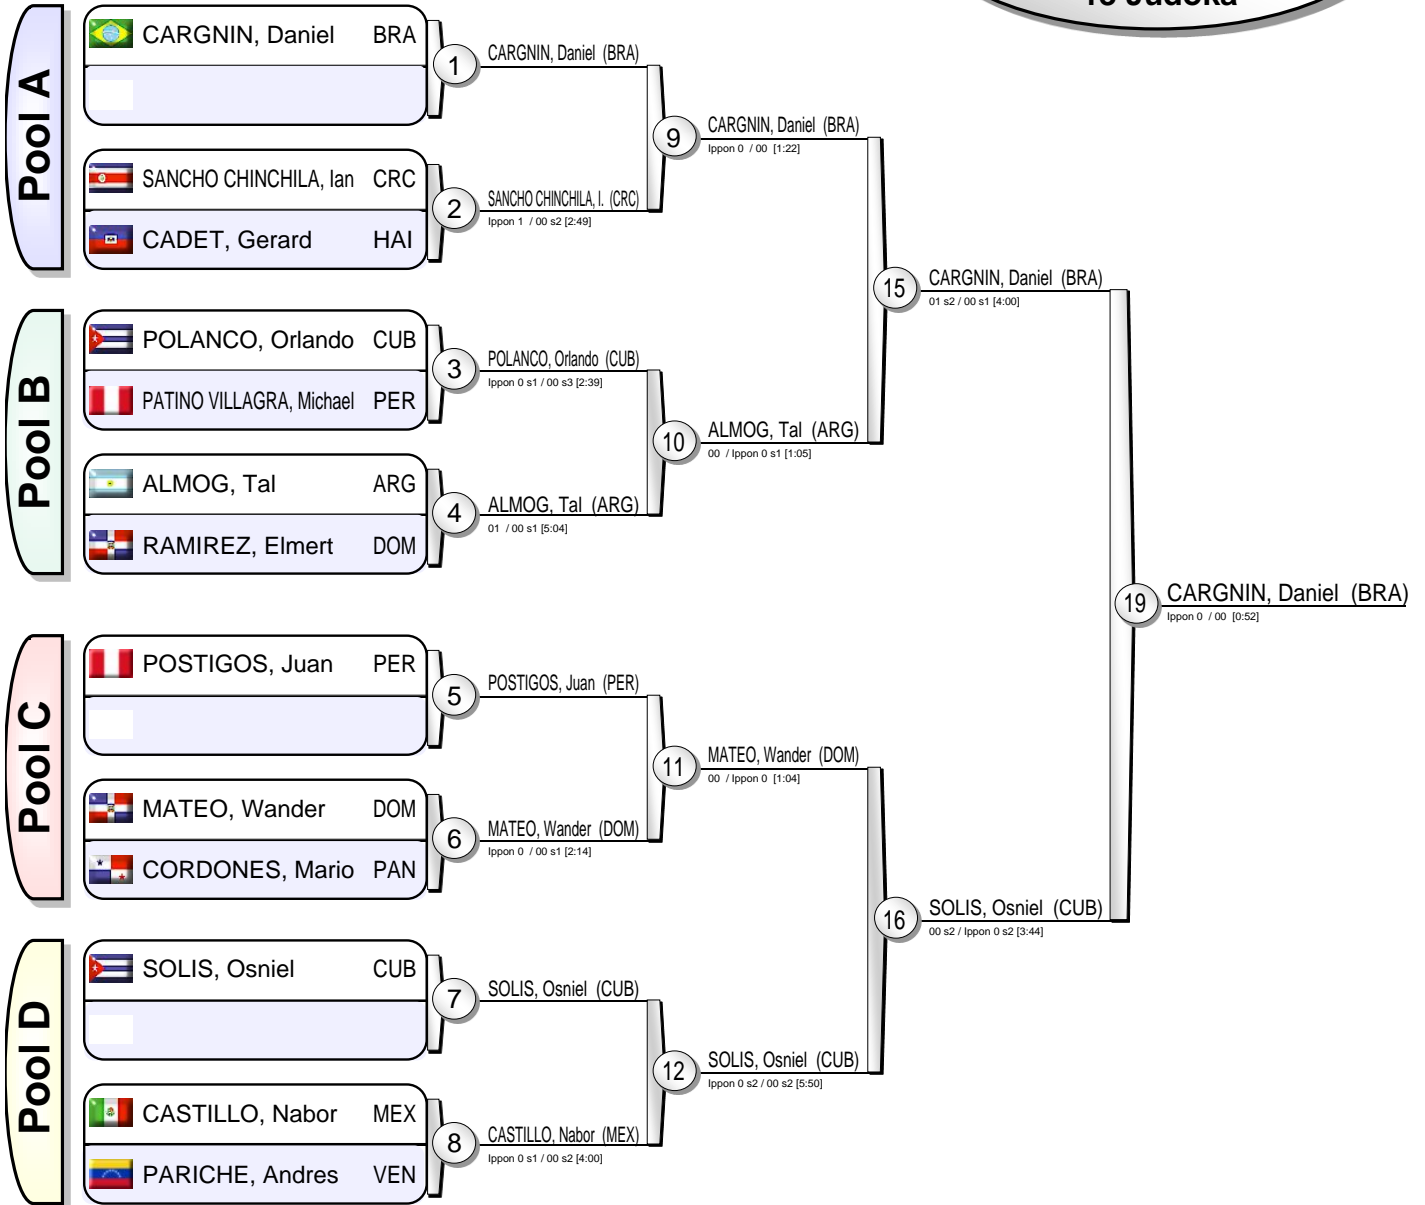 13 Judoka
Pool A
CARGNIN, Daniel BRA
SANCHO CHINCHILA, Ian CRC
CADET, Gerard HAI
Pool B
POLANCO, Orlando CUB
PATINO VILLAGRA, Michael PER
ALMOG, Tal ARG
RAMIREZ, Elmert DOM
Pool C
POSTIGOS, Juan PER
MATEO, Wander DOM
CORDONES, Mario PAN
Pool D
SOLIS, Osniel CUB
CASTILLO, Nabor MEX
PARICHE, Andres VEN
1
CARGNIN, Daniel (BRA)
2
SANCHO CHINCHILA, I. (CRC)
Ippon 1 / 00 s2 [2:49]
3
POLANCO, Orlando (CUB)
Ippon 0 s1 / 00 s3 [2:39]
4
ALMOG, Tal (ARG)
01 / 00 s1 [5:04]
5
POSTIGOS, Juan (PER)
6
MATEO, Wander (DOM)
Ippon 0 / 00 s1 [2:14]
7
SOLIS, Osniel (CUB)
8
CASTILLO, Nabor (MEX)
Ippon 0 s1 / 00 s2 [4:00]
9
CARGNIN, Daniel (BRA)
Ippon 0 / 00 [1:22]
10
ALMOG, Tal (ARG)
00 / Ippon 0 s1 [1:05]
11
MATEO, Wander (DOM)
00 / Ippon 0 [1:04]
12
SOLIS, Osniel (CUB)
Ippon 0 s2 / 00 s2 [5:50]
15
CARGNIN, Daniel (BRA)
01 s2 / 00 s1 [4:00]
16
SOLIS, Osniel (CUB)
00 s2 / Ippon 0 s2 [3:44]
19
CARGNIN, Daniel (BRA)
Ippon 0 / 00 [0:52]